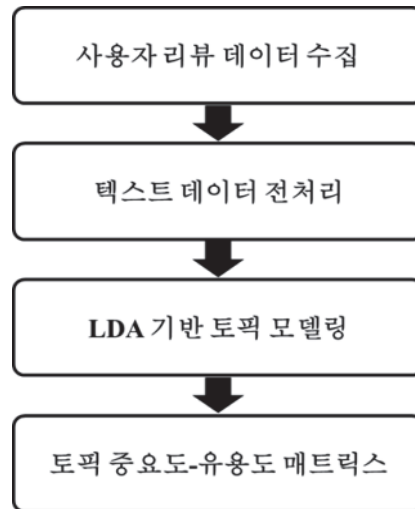 사용자 리뷰 데이터 수집
텍스트 데이터 전처리
LDA 기반 토픽 모델링
토픽 중요도-유용도 매트릭스